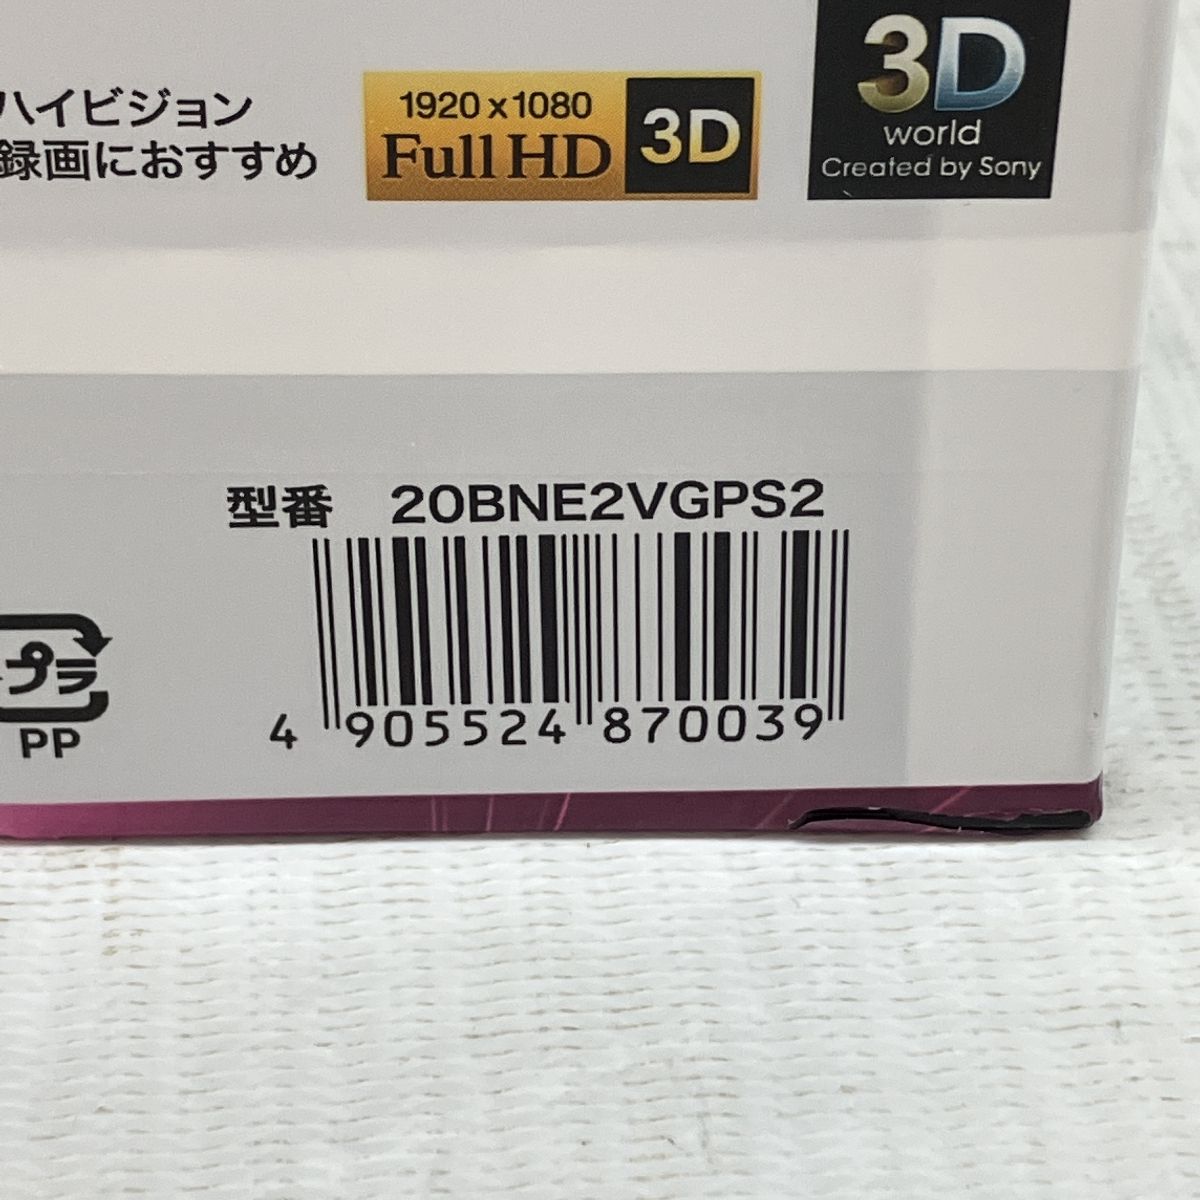 ハイビジョン
録画におすすめ
1920 x 1080
Full HD 3D
3D
world
Created by Sony
型番 20BNE2VGPS2
4 905524 870039
プラ
PP